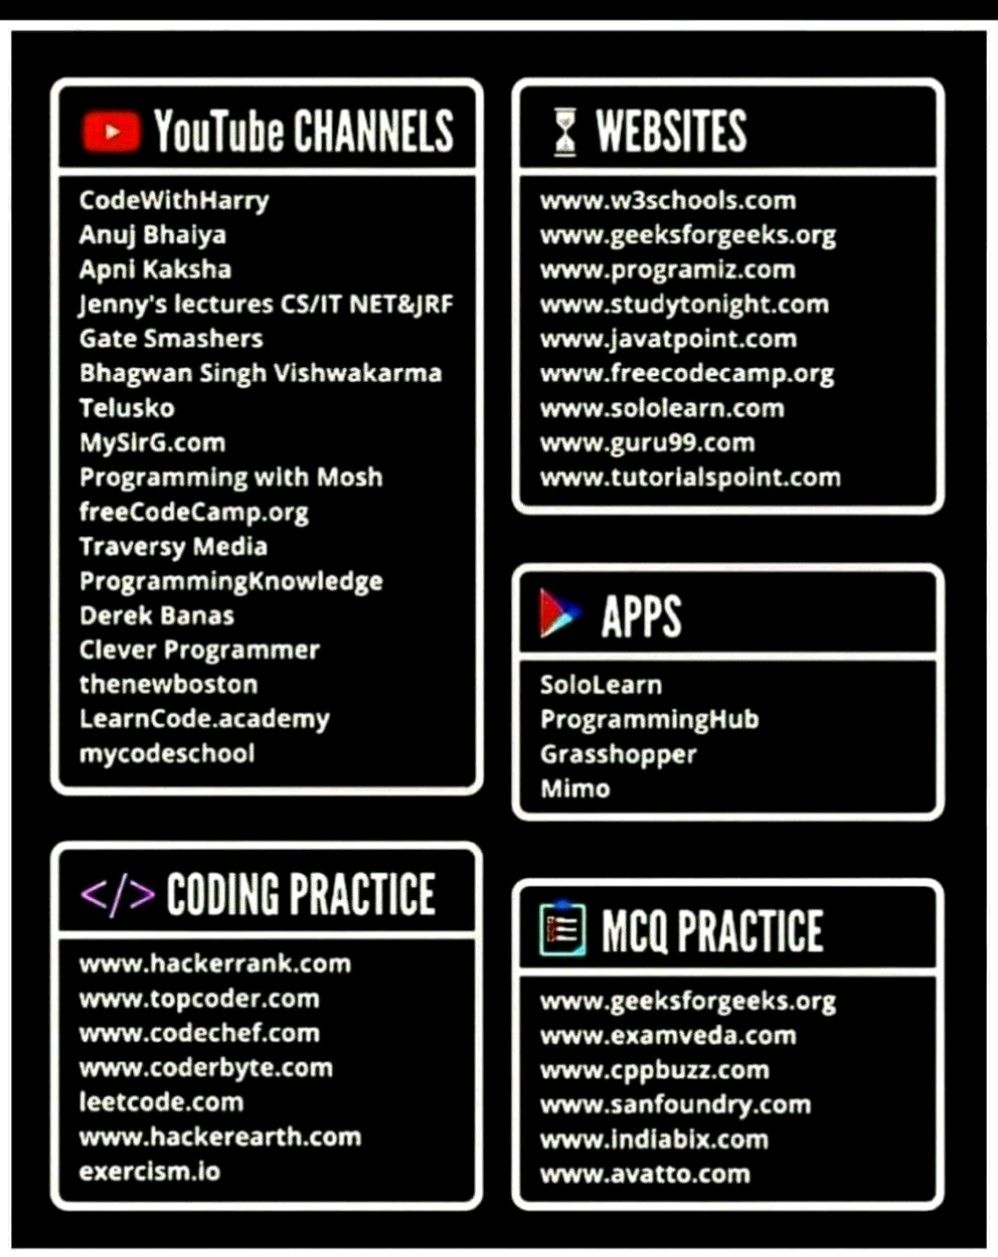 YouTube CHANNELS
CodeWithHarry
Anuj Bhaiya
Apni Kaksha
Jenny's lectures CS/IT NET&JRF
Gate Smashers
Bhagwan Singh Vishwakarma
Telusko
MySirG.com
Programming with Mosh
freeCodeCamp.org
Traversy Media
ProgrammingKnowledge
Derek Banas
Clever Programmer
thenewboston
LearnCode.academy
mycodeschool
WEBSITES
www.w3schools.com
www.geeksforgeeks.org
www.programiz.com
www.studytonight.com
www.javatpoint.com
www.freecodecamp.org
www.sololearn.com
www.guru99.com
www.tutorialspoint.com
APPS
SoloLearn
ProgrammingHub
Grasshopper
Mimo
</> CODING PRACTICE
www.hackerrank.com
www.topcoder.com
www.codechef.com
www.coderbyte.com
leetcode.com
www.hackerearth.com
exercism.io
MCQ PRACTICE
www.geeksforgeeks.org
www.examveda.com
www.cppbuzz.com
www.sanfoundry.com
www.indiabix.com
www.avatto.com